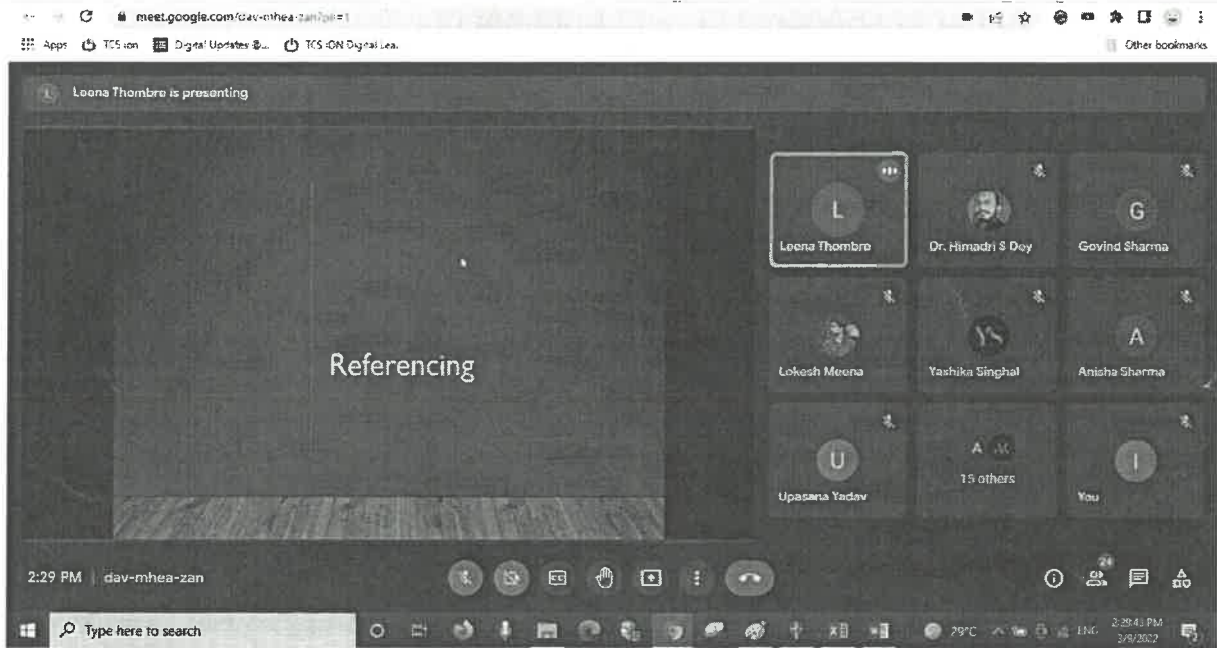 meet.google.com/dav-mhea-zan?pli=1
Apps TCS iON Digital Updates @... TCS iON Digital Lea...
Other bookmarks
Leena Thombre is presenting
Referencing
L
Leena Thombre
Dr. Himadri S Dey
G
Govind Sharma
Lokesh Meena
Yashika Singhal
A
Anisha Sharma
U
Upasana Yadav
A
15 others
I
You
2:29 PM | dav-mhea-zan
24
Type here to search
29°C
ENG
2:29:43 PM
3/9/2022